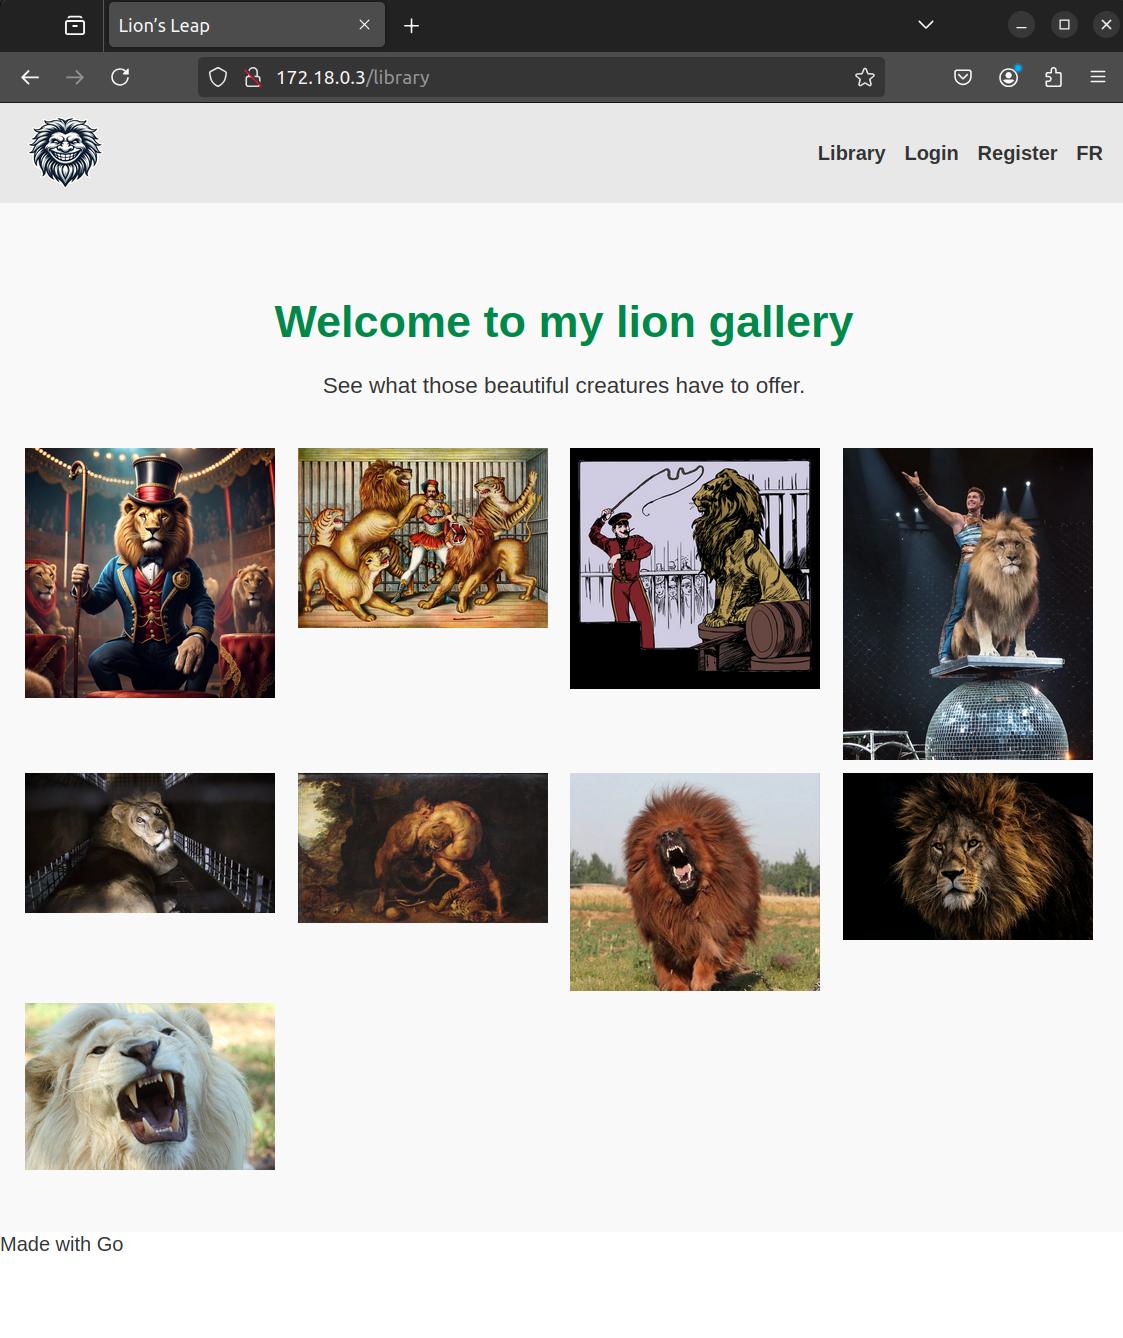 Lion's Leap
172.18.0.3/library
Library Login Register FR
Welcome to my lion gallery
See what those beautiful creatures have to offer.
Made with Go